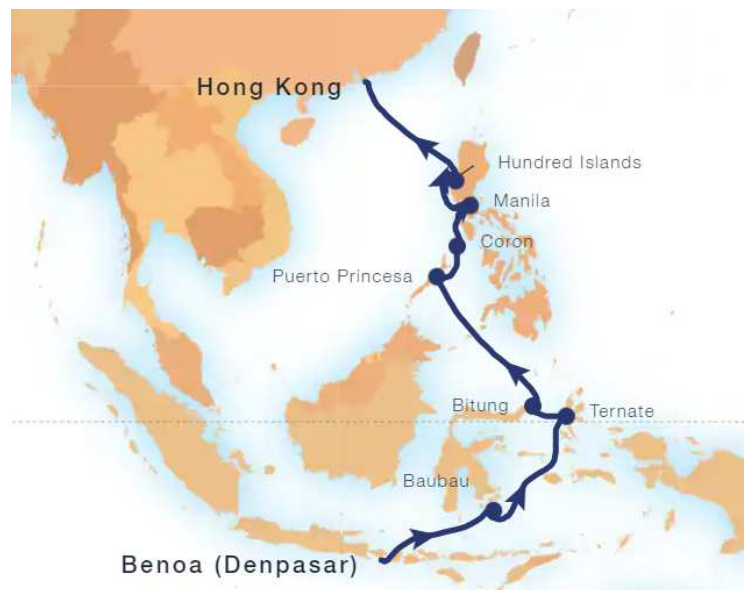 Hong Kong
Hundred Islands
Manila
Coron
Puerto Princesa
Bitung
Ternate
Baubau
Benoa (Denpasar)